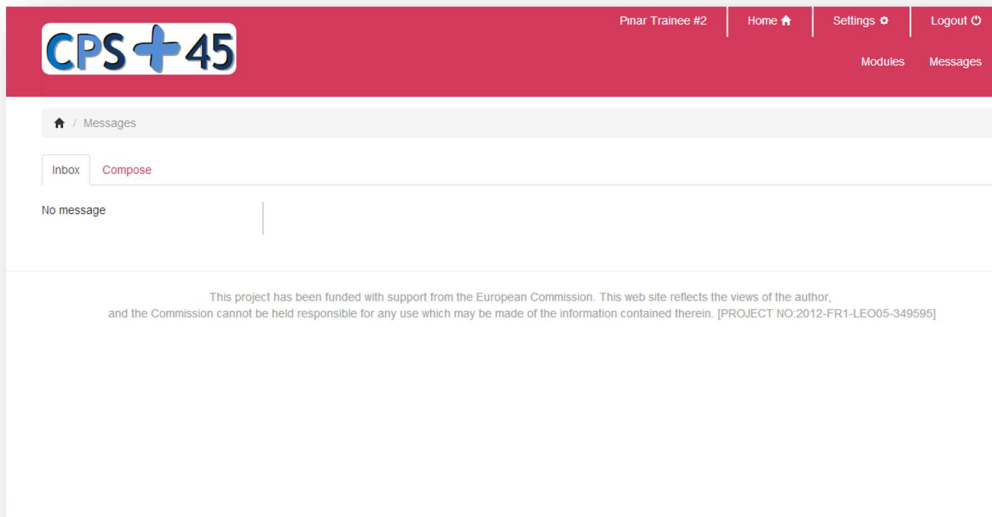 CPS+45
Pınar Trainee #2 Home Settings Logout
Modules Messages
/ Messages
Inbox Compose
No message
This project has been funded with support from the European Commission. This web site reflects the views of the author,
and the Commission cannot be held responsible for any use which may be made of the information contained therein. [PROJECT NO:2012-FR1-LEO05-349595]